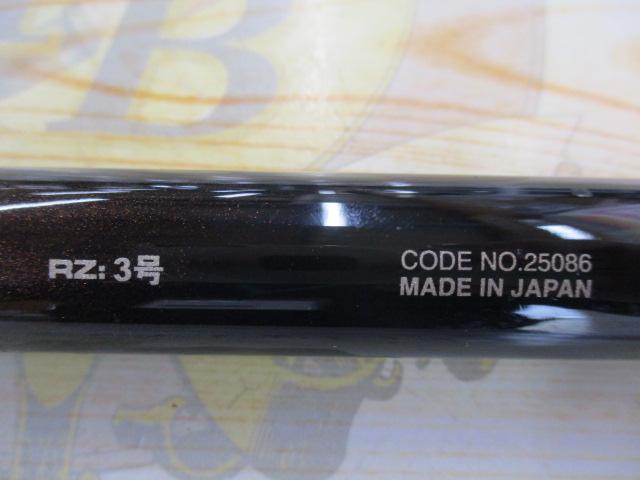 B
RZ: 3号
CODE NO.25086
MADE IN JAPAN